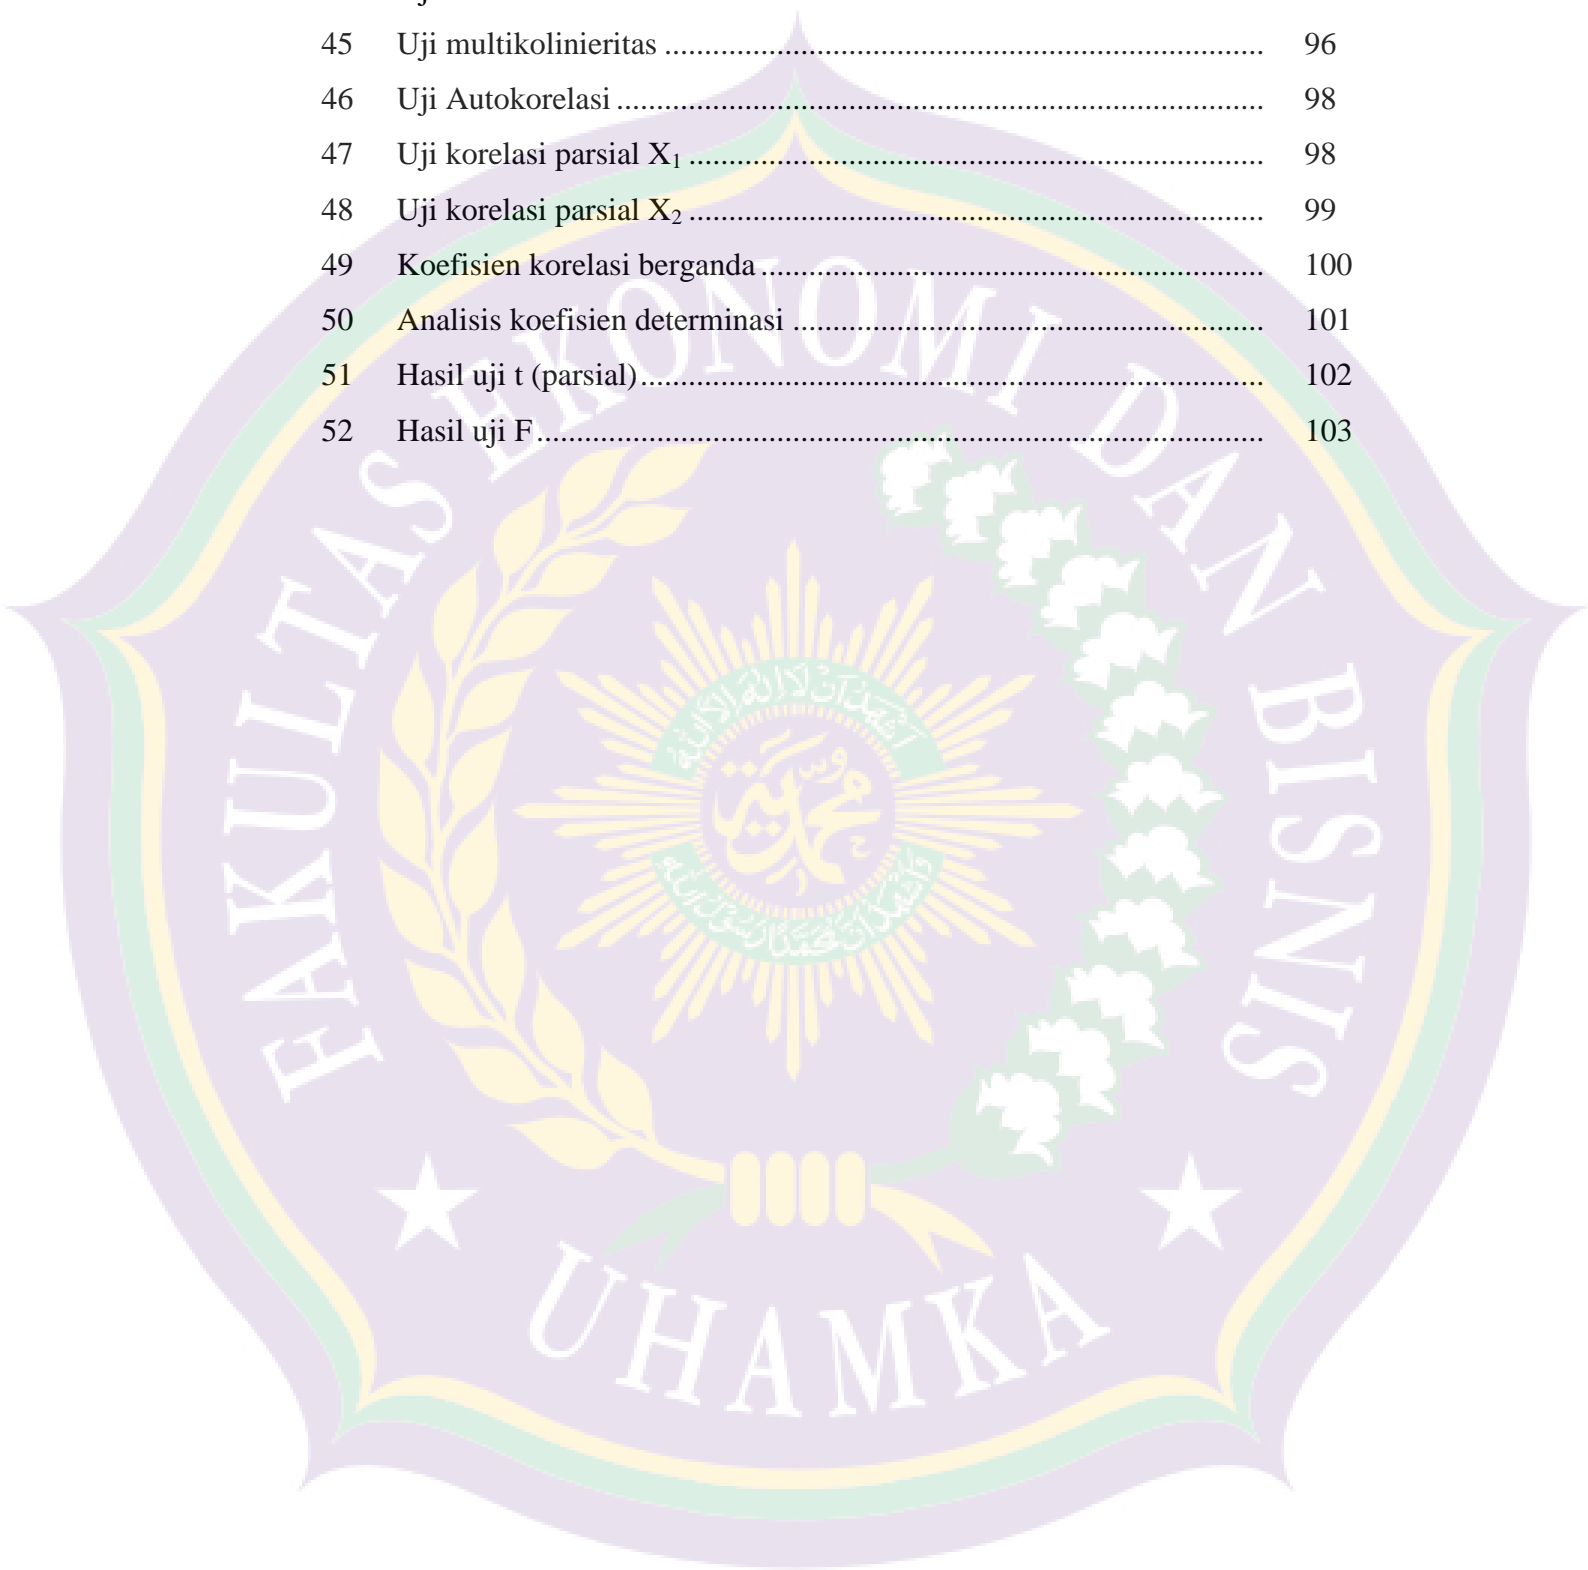 45 Uji multikolinieritas ........................................................................... 96
46 Uji Autokorelasi ................................................................................. 98
47 Uji korelasi parsial X₁ ........................................................................ 98
48 Uji korelasi parsial X₂ ........................................................................ 99
49 Koefisien korelasi berganda ............................................................... 100
50 Analisis koefisien determinasi ........................................................... 101
51 Hasil uji t (parsial) .............................................................................. 102
52 Hasil uji F ........................................................................................... 103
FAKULTAS EKONOMI DAN BISNIS
محمدية
UHAMKA